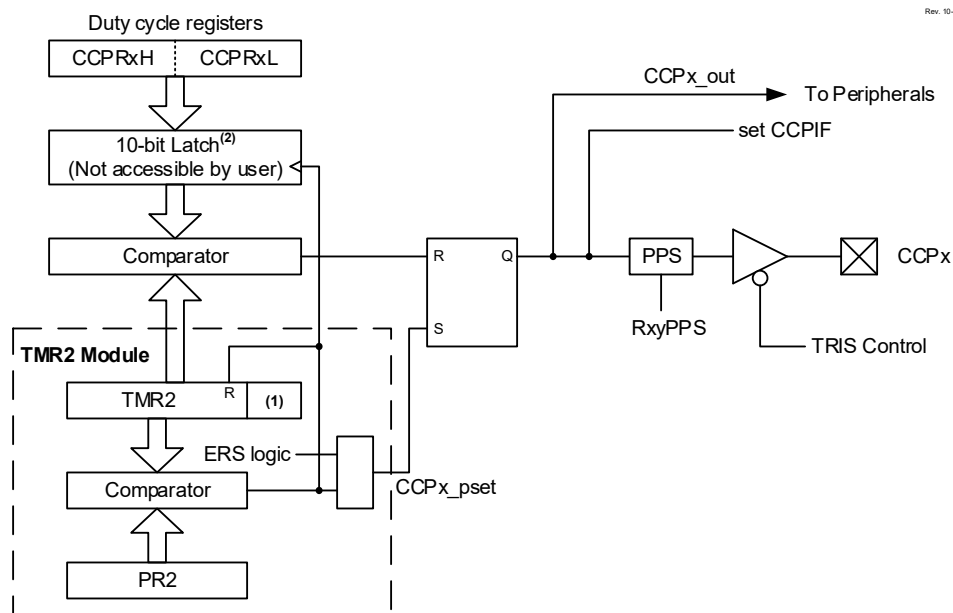 Rev. 10-
Duty cycle registers
CCPRxH CCPRxL
CCPx_out
To Peripherals
set CCPIF
10-bit Latch(2)
(Not accessible by user)
Comparator
R Q
S
PPS
CCPx
RxyPPS
TRIS Control
TMR2 Module
TMR2 R (1)
ERS logic
Comparator
CCPx_pset
PR2